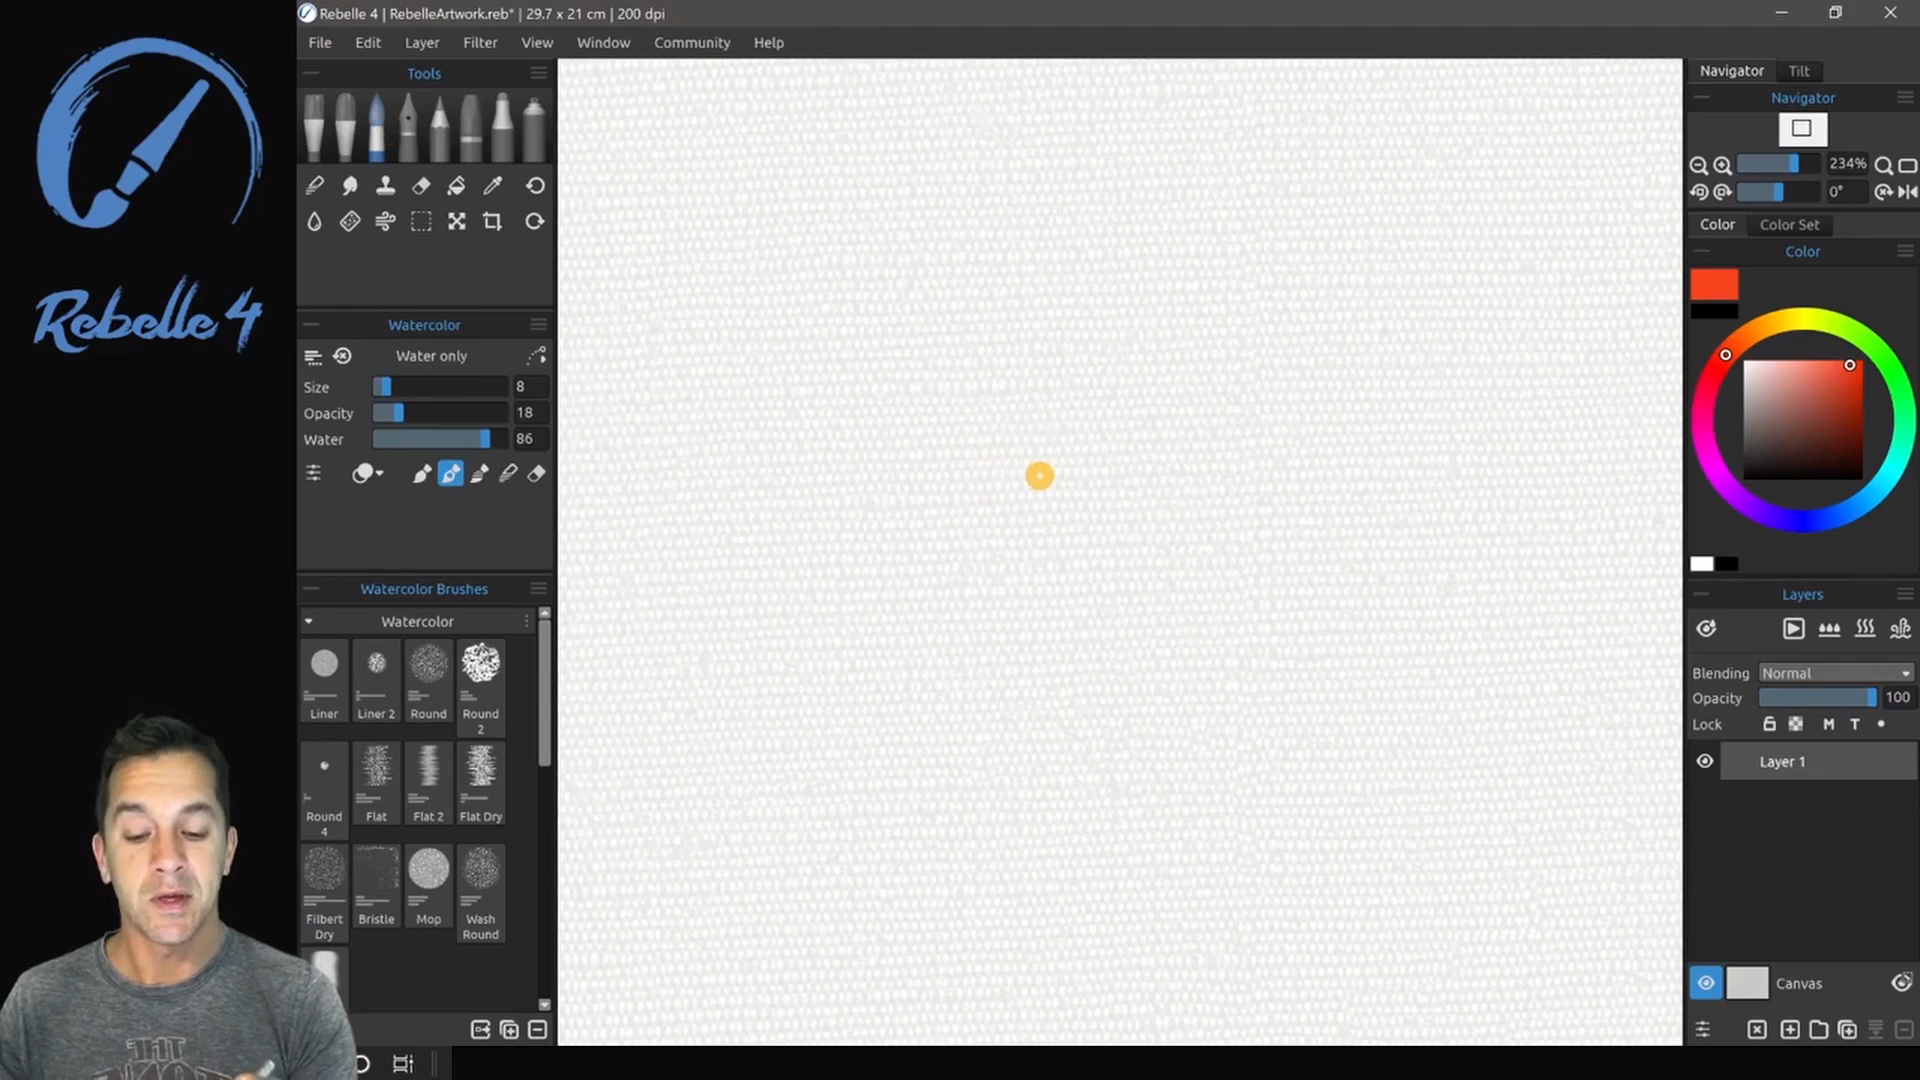 Rebelle 4 | RebelleArtwork.reb* | 29.7 x 21 cm | 200 dpi
File Edit Layer Filter View Window Community Help
Rebelle 4
Tools
Watercolor
Water only
Size 8
Opacity 18
Water 86
Watercolor Brushes
Watercolor
Liner Liner 2 Round Round 2
Round 4 Flat Flat 2 Flat Dry
Filbert Dry Bristle Mop Wash Round
Navigator Tilt
Navigator
234%
0°
Color Color Set
Color
Layers
Blending Normal
Opacity 100
Lock M T
Layer 1
Canvas
THE